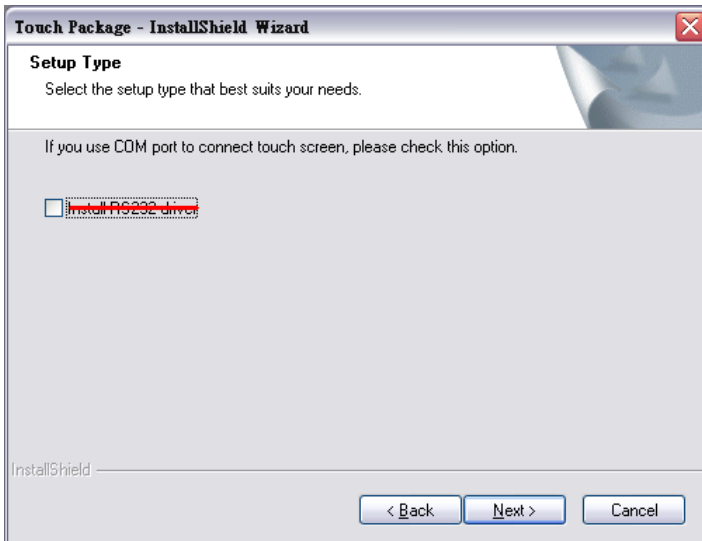 Touch Package - InstallShield Wizard
Setup Type
Select the setup type that best suits your needs.
If you use COM port to connect touch screen, please check this option.
Install RS232 driver
InstallShield
< Back
Next >
Cancel